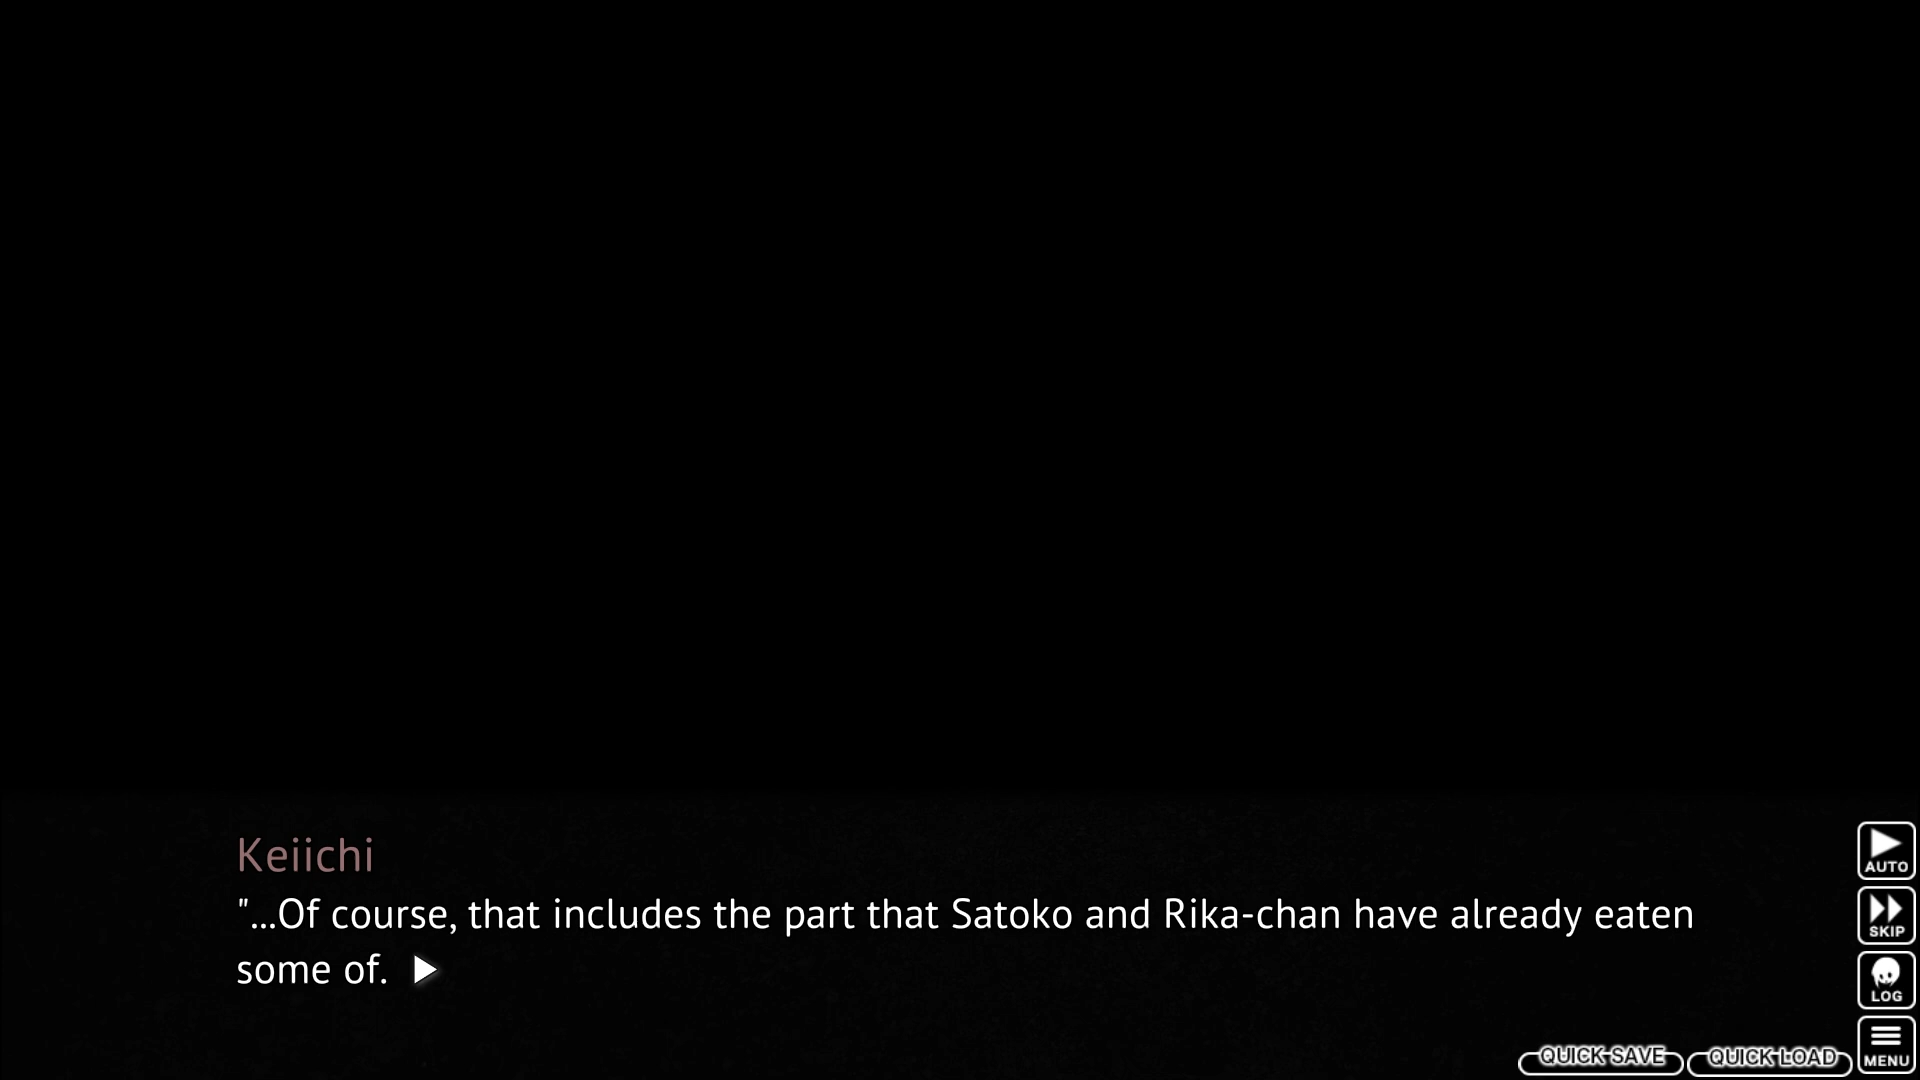 Keiichi
"...Of course, that includes the part that Satoko and Rika-chan have already eaten
some of.
AUTO
SKIP
LOG
MENU
QUICK SAVE
QUICK LOAD